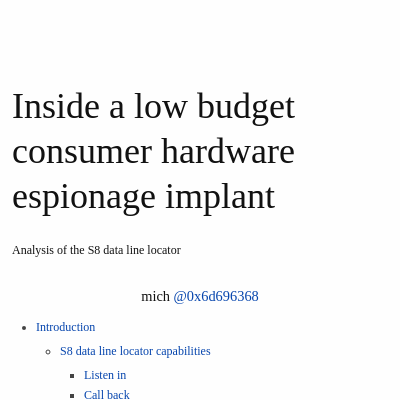 Inside a low budget
consumer hardware
espionage implant
Analysis of the S8 data line locator
mich @0x6d696368
Introduction
S8 data line locator capabilities
Listen in
Call back